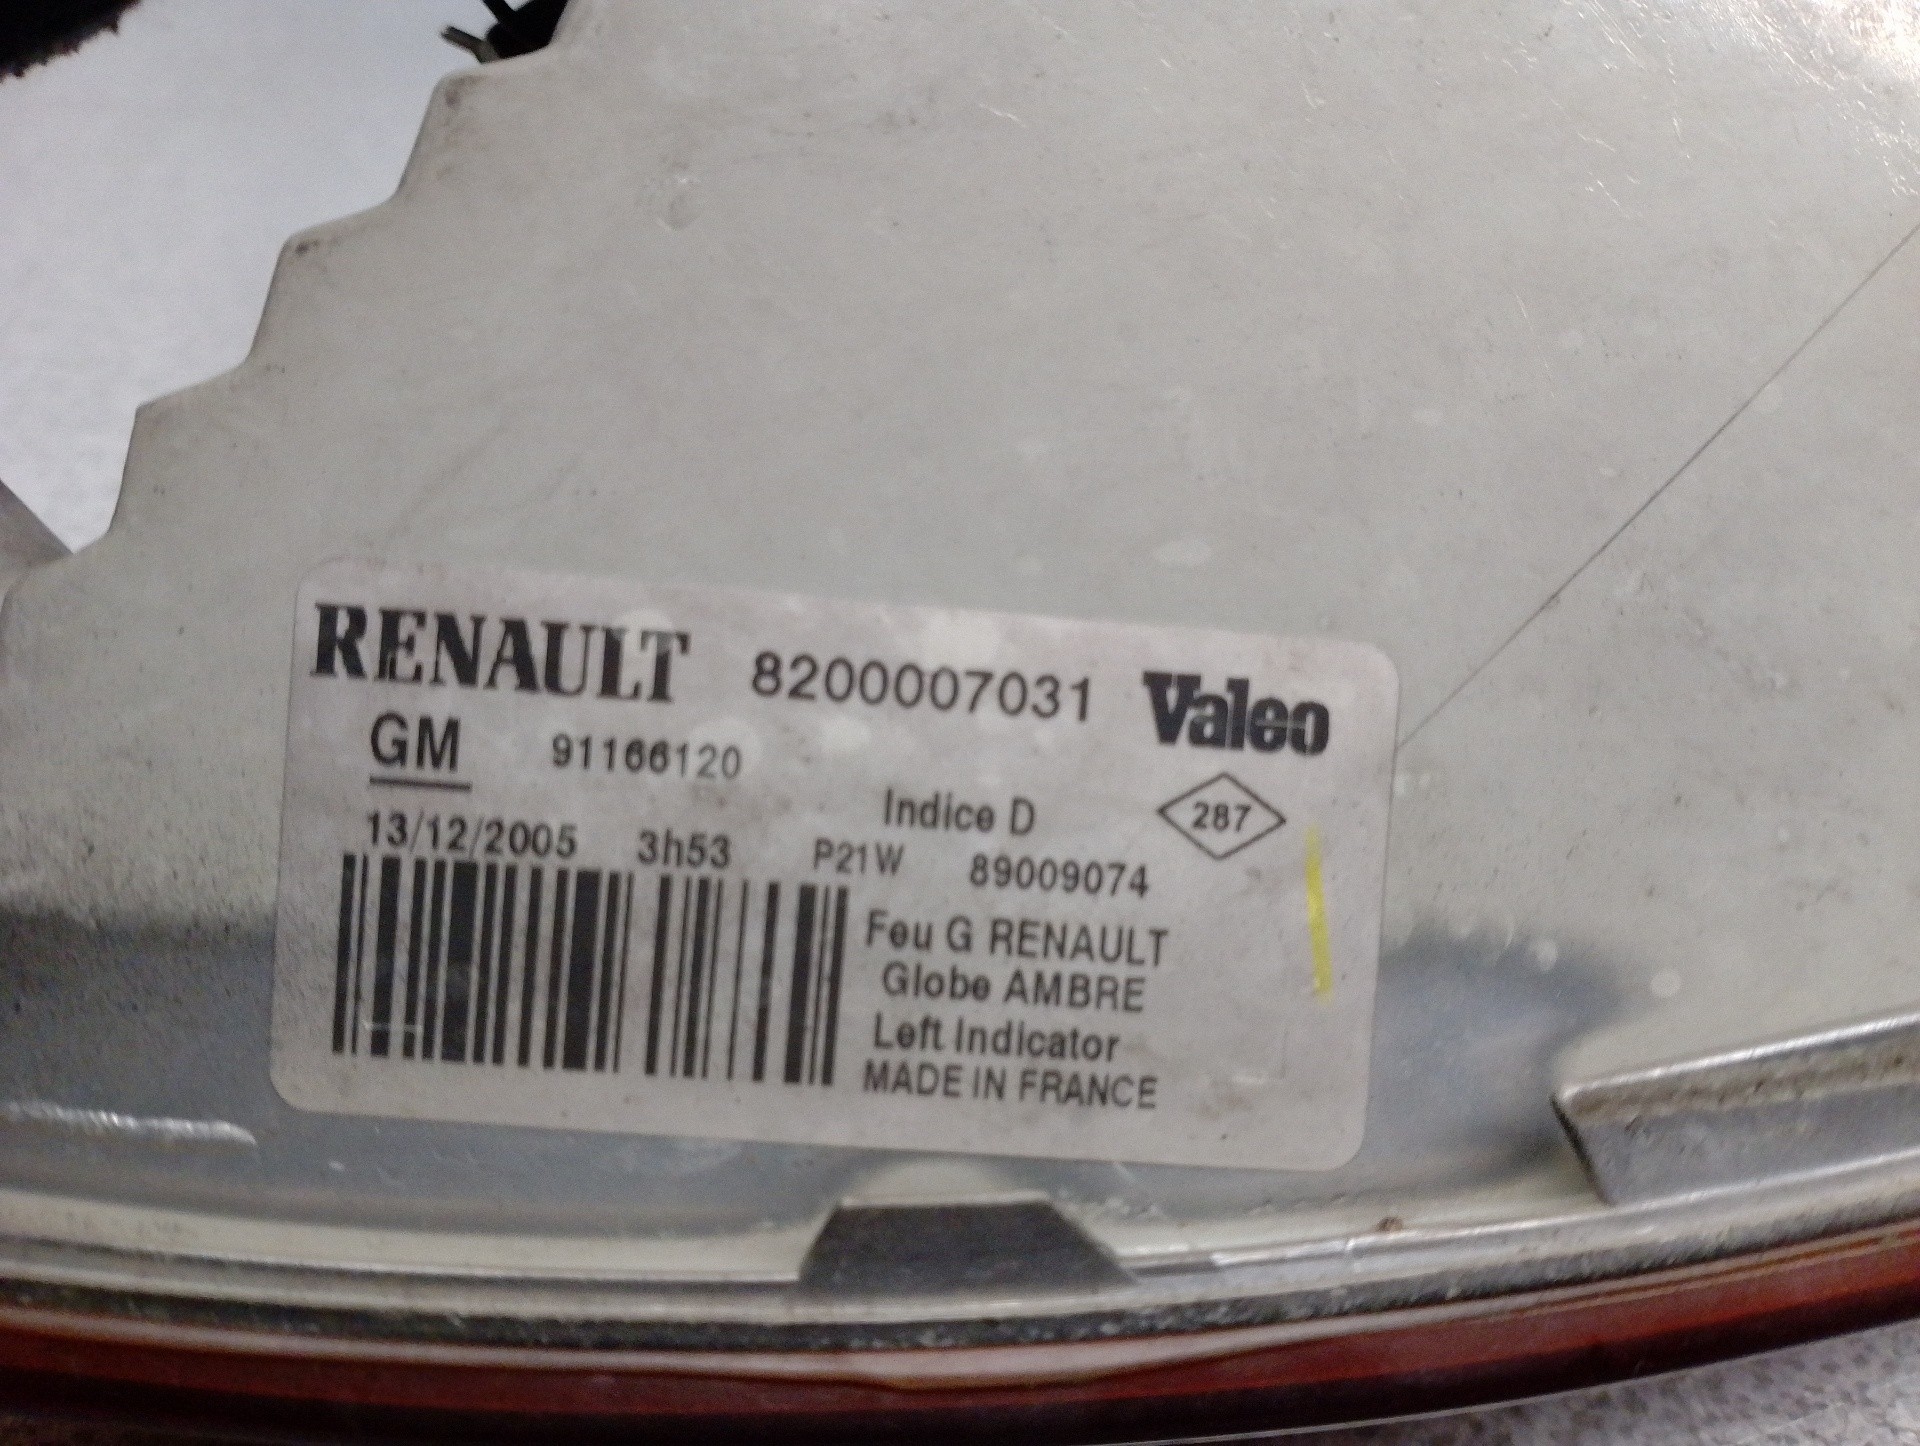 RENAULT 8200007031 Valeo
GM 91166120
Indice D 287
13/12/2005 3h53 P21W 89009074
Feu G RENAULT
Globe AMBRE
Left Indicator
MADE IN FRANCE